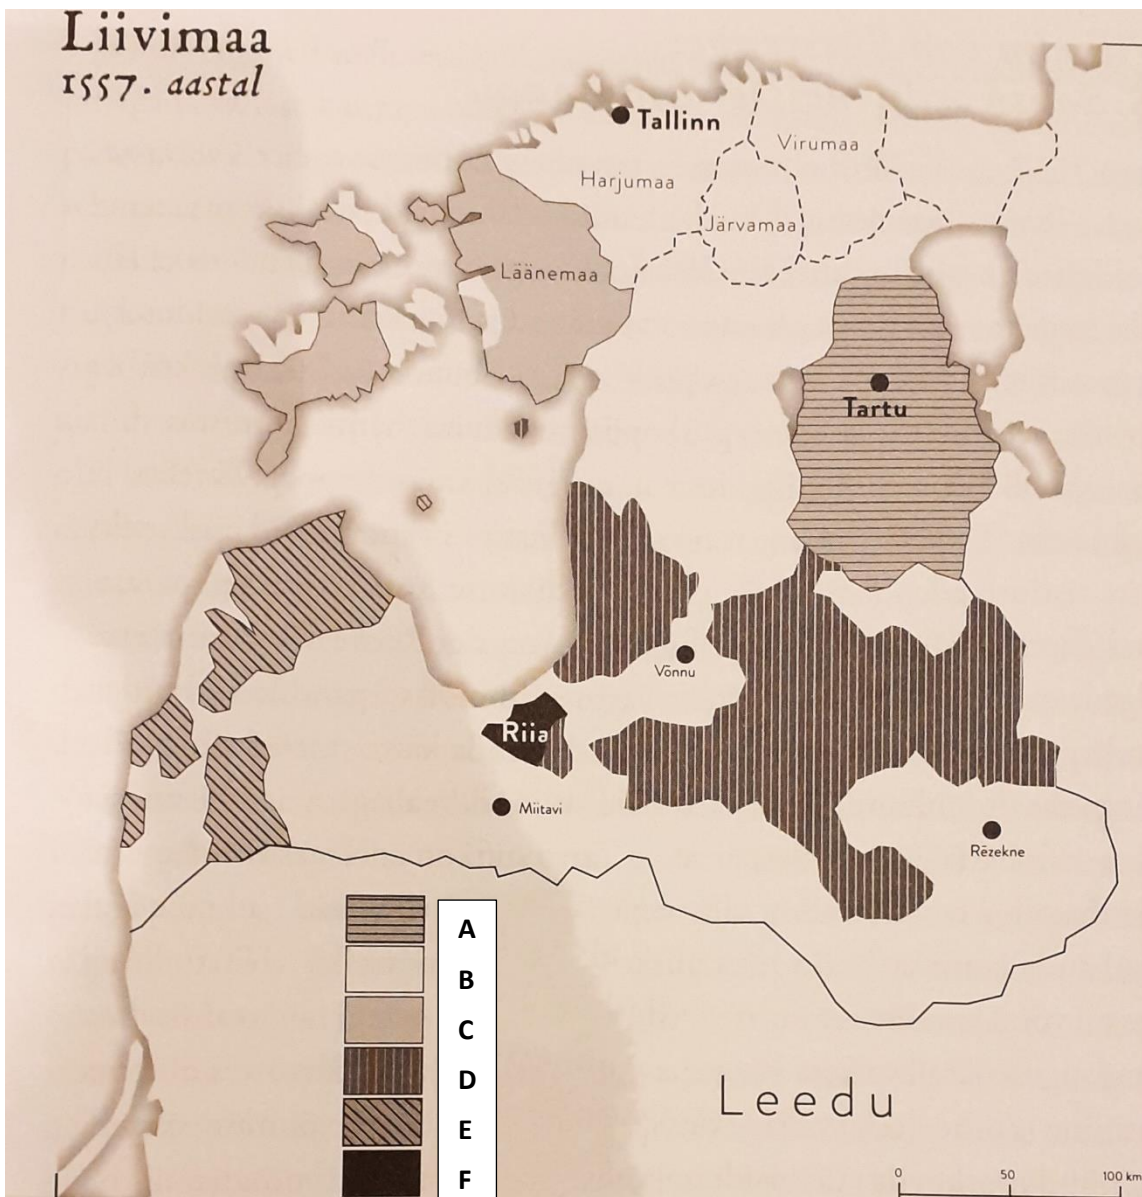 Liivimaa
1557. aastal
Tallinn
Virumaa
Harjumaa
Järvamaa
Läänemaa
Tartu
Võnnu
Riia
Miitavi
Rēzekne
A
B
C
D
E
F
Leedu
0 50 100 km